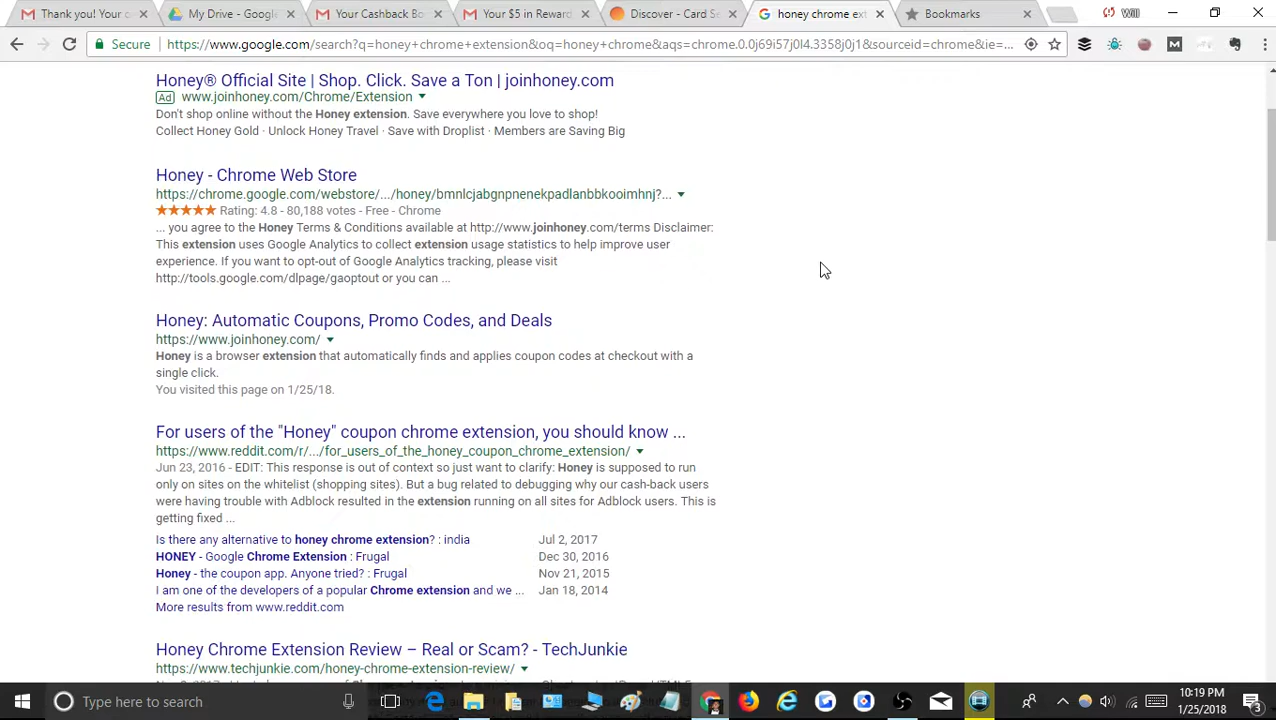 Thank you! Your c
My Drive - Google
Your Cashback Bo
Your $5 in Reward
Discover - Card Se
honey chrome ext
Bookmarks
Will
Secure
https://www.google.com/search?q=honey+chrome+extension&oq=honey+chrome&aqs=chrome.0.0j69i57j0l4.3358j0j1&sourceid=chrome&ie=...
Honey® Official Site | Shop. Click. Save a Ton | joinhoney.com
Ad www.joinhoney.com/Chrome/Extension
Don't shop online without the Honey extension. Save everywhere you love to shop!
Collect Honey Gold · Unlock Honey Travel · Save with Droplist · Members are Saving Big
Honey - Chrome Web Store
https://chrome.google.com/webstore/.../honey/bmnlcjabgnpnenekpadlanbbkooimhnj?...
Rating: 4.8 - 80,188 votes - Free - Chrome
... you agree to the Honey Terms & Conditions available at http://www.joinhoney.com/terms Disclaimer:
This extension uses Google Analytics to collect extension usage statistics to help improve user
experience. If you want to opt-out of Google Analytics tracking, please visit
http://tools.google.com/dlpage/gaoptout or you can ...
Honey: Automatic Coupons, Promo Codes, and Deals
https://www.joinhoney.com/
Honey is a browser extension that automatically finds and applies coupon codes at checkout with a
single click.
You visited this page on 1/25/18.
For users of the "Honey" coupon chrome extension, you should know ...
https://www.reddit.com/r/.../for_users_of_the_honey_coupon_chrome_extension/
Jun 23, 2016 - EDIT: This response is out of context so just want to clarify: Honey is supposed to run
only on sites on the whitelist (shopping sites). But a bug related to debugging why our cash-back users
were having trouble with Adblock resulted in the extension running on all sites for Adblock users. This is
getting fixed ...
Is there any alternative to honey chrome extension? : india Jul 2, 2017
HONEY - Google Chrome Extension : Frugal Dec 30, 2016
Honey - the coupon app. Anyone tried? : Frugal Nov 21, 2015
I am one of the developers of a popular Chrome extension and we ... Jan 18, 2014
More results from www.reddit.com
Honey Chrome Extension Review – Real or Scam? - TechJunkie
https://www.techjunkie.com/honey-chrome-extension-review/
Type here to search
10:19 PM
1/25/2018
3